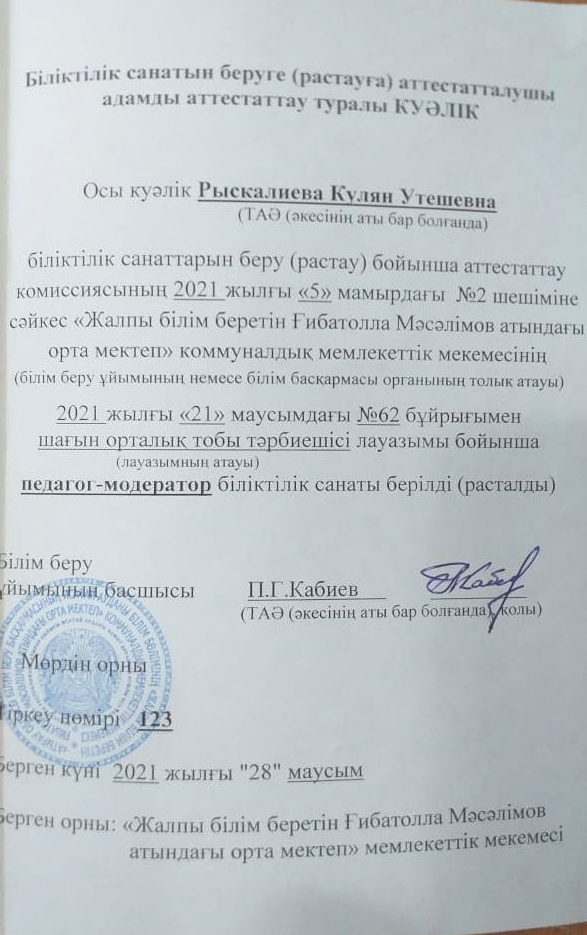 Біліктілік санатын беруге (растауға) аттестатталушы
адамды аттестаттау туралы КУӘЛІК
Осы куәлік Рыскалиева Кулян Утешевна
(ТАӘ (әкесінің аты бар болғанда)
біліктілік санаттарын беру (растау) бойынша аттестаттау
комиссиясының 2021 жылғы «5» мамырдағы №2 шешіміне
сәйкес «Жалпы білім беретін Ғибатолла Мәсәлімов атындағы
орта мектеп» коммуналдық мемлекеттік мекемесінің
(білім беру ұйымының немесе білім басқармасы органының толық атауы)
2021 жылғы «21» маусымдағы №62 бұйрығымен
шағын орталық тобы тәрбиешісі лауазымы бойынша
(лауазымның атауы)
педагог-модератор біліктілік санаты берілді (расталды)
Білім беру
ұйымының басшысы П.Г.Кабиев
(ТАӘ (әкесінің аты бар болғанда), қолы)
Мөрдің орны
Тіркеу нөмірі 123
Берген күні 2021 жылғы "28" маусым
Берген орны: «Жалпы білім беретін Ғибатолла Мәсәлімов
атындағы орта мектеп» мемлекеттік мекемесі